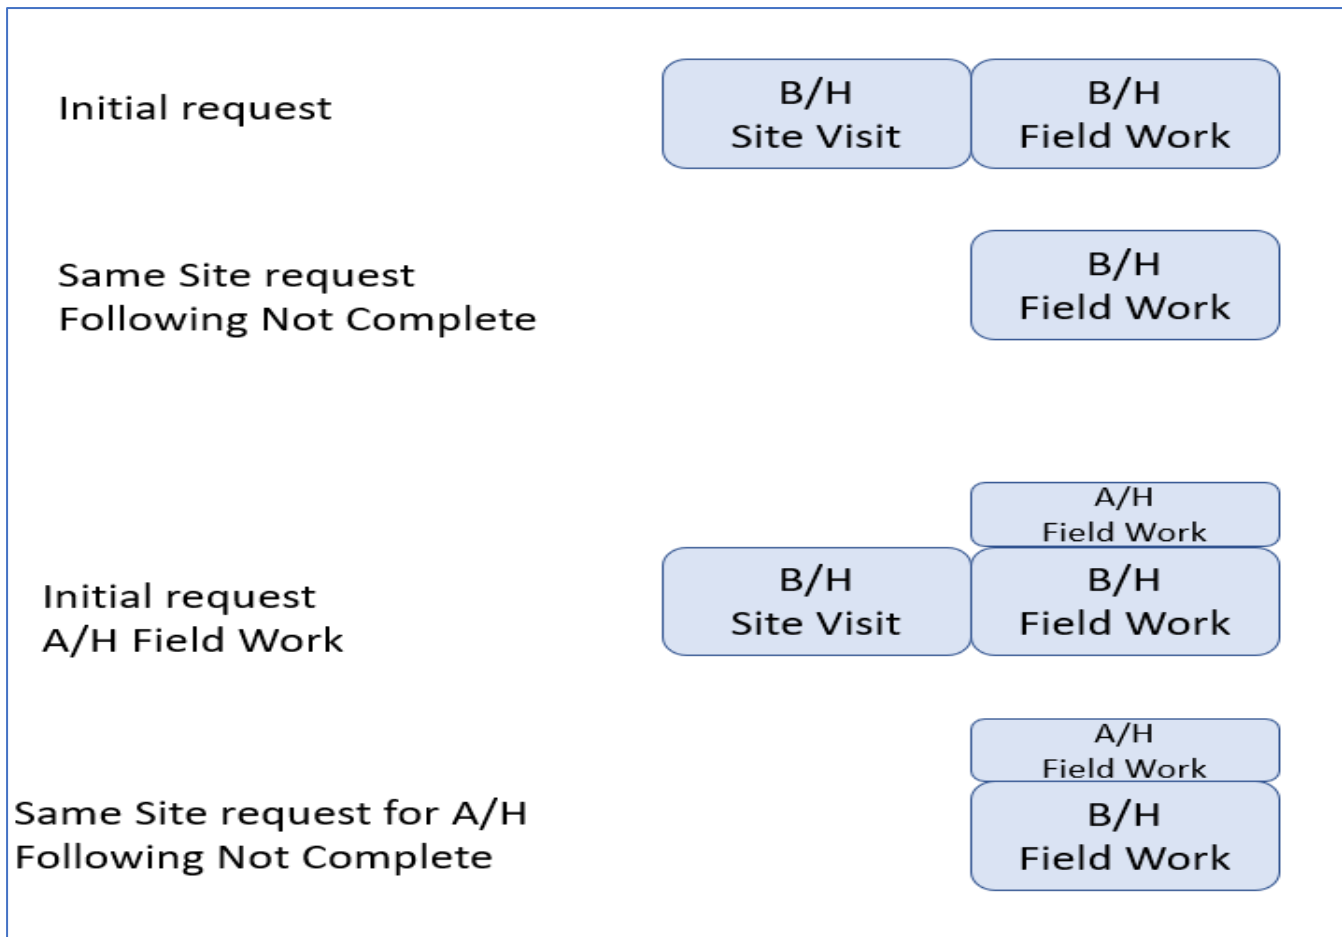 Initial request
B/H
Site Visit
B/H
Field Work
Same Site request
Following Not Complete
B/H
Field Work
Initial request
A/H Field Work
A/H
Field Work
B/H
Site Visit
B/H
Field Work
Same Site request for A/H
Following Not Complete
A/H
Field Work
B/H
Field Work